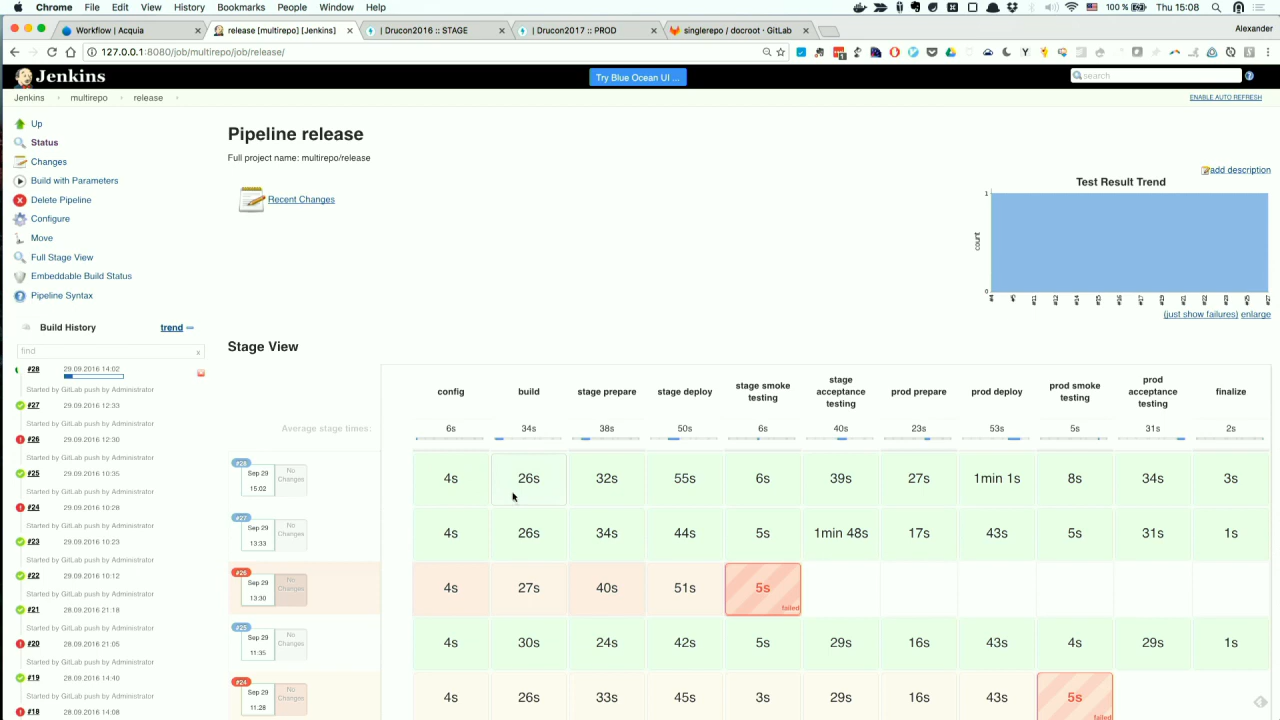 Chrome File Edit View History Bookmarks People Window Help 100 % Thu 15:08
Workflow | Acquia
release [multirepo] [Jenkins]
| Drucon2016 :: STAGE
| Drucon2017 :: PROD
singlerepo / docroot · GitLab
Alexander
127.0.0.1:8080/job/multirepo/job/release/
Jenkins
Try Blue Ocean UI ...
search
Jenkins multirepo release
ENABLE AUTO REFRESH
Up
Status
Changes
Build with Parameters
Delete Pipeline
Configure
Move
Full Stage View
Embeddable Build Status
Pipeline Syntax
Build History trend
find x
#28 29.09.2016 14:02
Started by GitLab push by Administrator
#27 29.09.2016 12:33
Started by GitLab push by Administrator
#26 29.09.2016 12:30
Started by GitLab push by Administrator
#25 29.09.2016 10:35
Started by GitLab push by Administrator
#24 29.09.2016 10:28
Started by GitLab push by Administrator
#23 29.09.2016 10:23
Started by GitLab push by Administrator
#22 29.09.2016 10:12
Started by GitLab push by Administrator
#21 28.09.2016 21:18
Started by GitLab push by Administrator
#20 28.09.2016 21:05
Started by GitLab push by Administrator
#19 28.09.2016 14:40
Started by GitLab push by Administrator
#18 28.09.2016 14:08
Pipeline release
Full project name: multirepo/release
Recent Changes
add description
Test Result Trend
count
1
0
(just show failures) enlarge
Stage View
config build stage prepare stage deploy stage smoke testing stage acceptance testing prod prepare prod deploy prod smoke testing prod acceptance testing finalize
Average stage times: 6s 34s 38s 50s 6s 40s 23s 53s 5s 31s 2s
#28 Sep 29 15:02 No Changes 4s 26s 32s 55s 6s 39s 27s 1min 1s 8s 34s 3s
#27 Sep 29 13:33 No Changes 4s 26s 34s 44s 5s 1min 48s 17s 43s 5s 31s 1s
#26 Sep 29 13:30 No Changes 4s 27s 40s 51s 5s failed
#25 Sep 29 11:35 No Changes 4s 30s 24s 42s 5s 29s 16s 43s 4s 29s 1s
#24 Sep 29 11:28 No Changes 4s 26s 33s 45s 3s 29s 16s 43s 5s failed